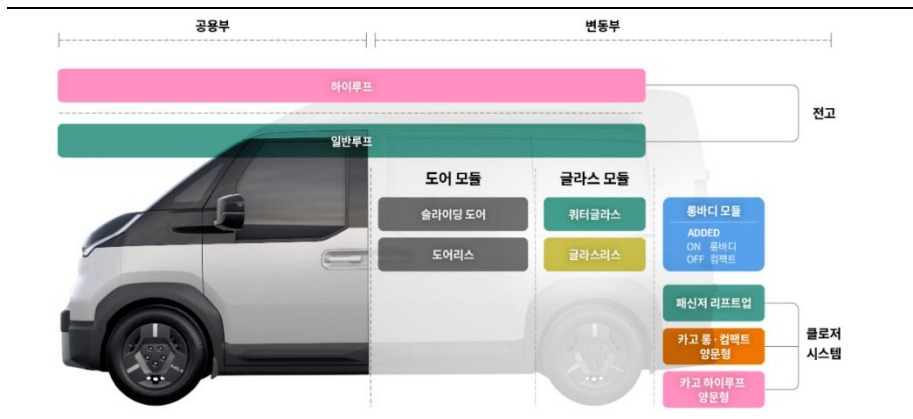 공용부
변동부
하이루프
일반루프
전고
도어 모듈
글라스 모듈
슬라이딩 도어
쿼터글라스
롱바디 모듈
ADDED
ON 롱바디
OFF 컴팩트
도어리스
글라스리스
패신저 리프트업
카고 롱·컴팩트
양문형
카고 하이루프
양문형
클로저
시스템